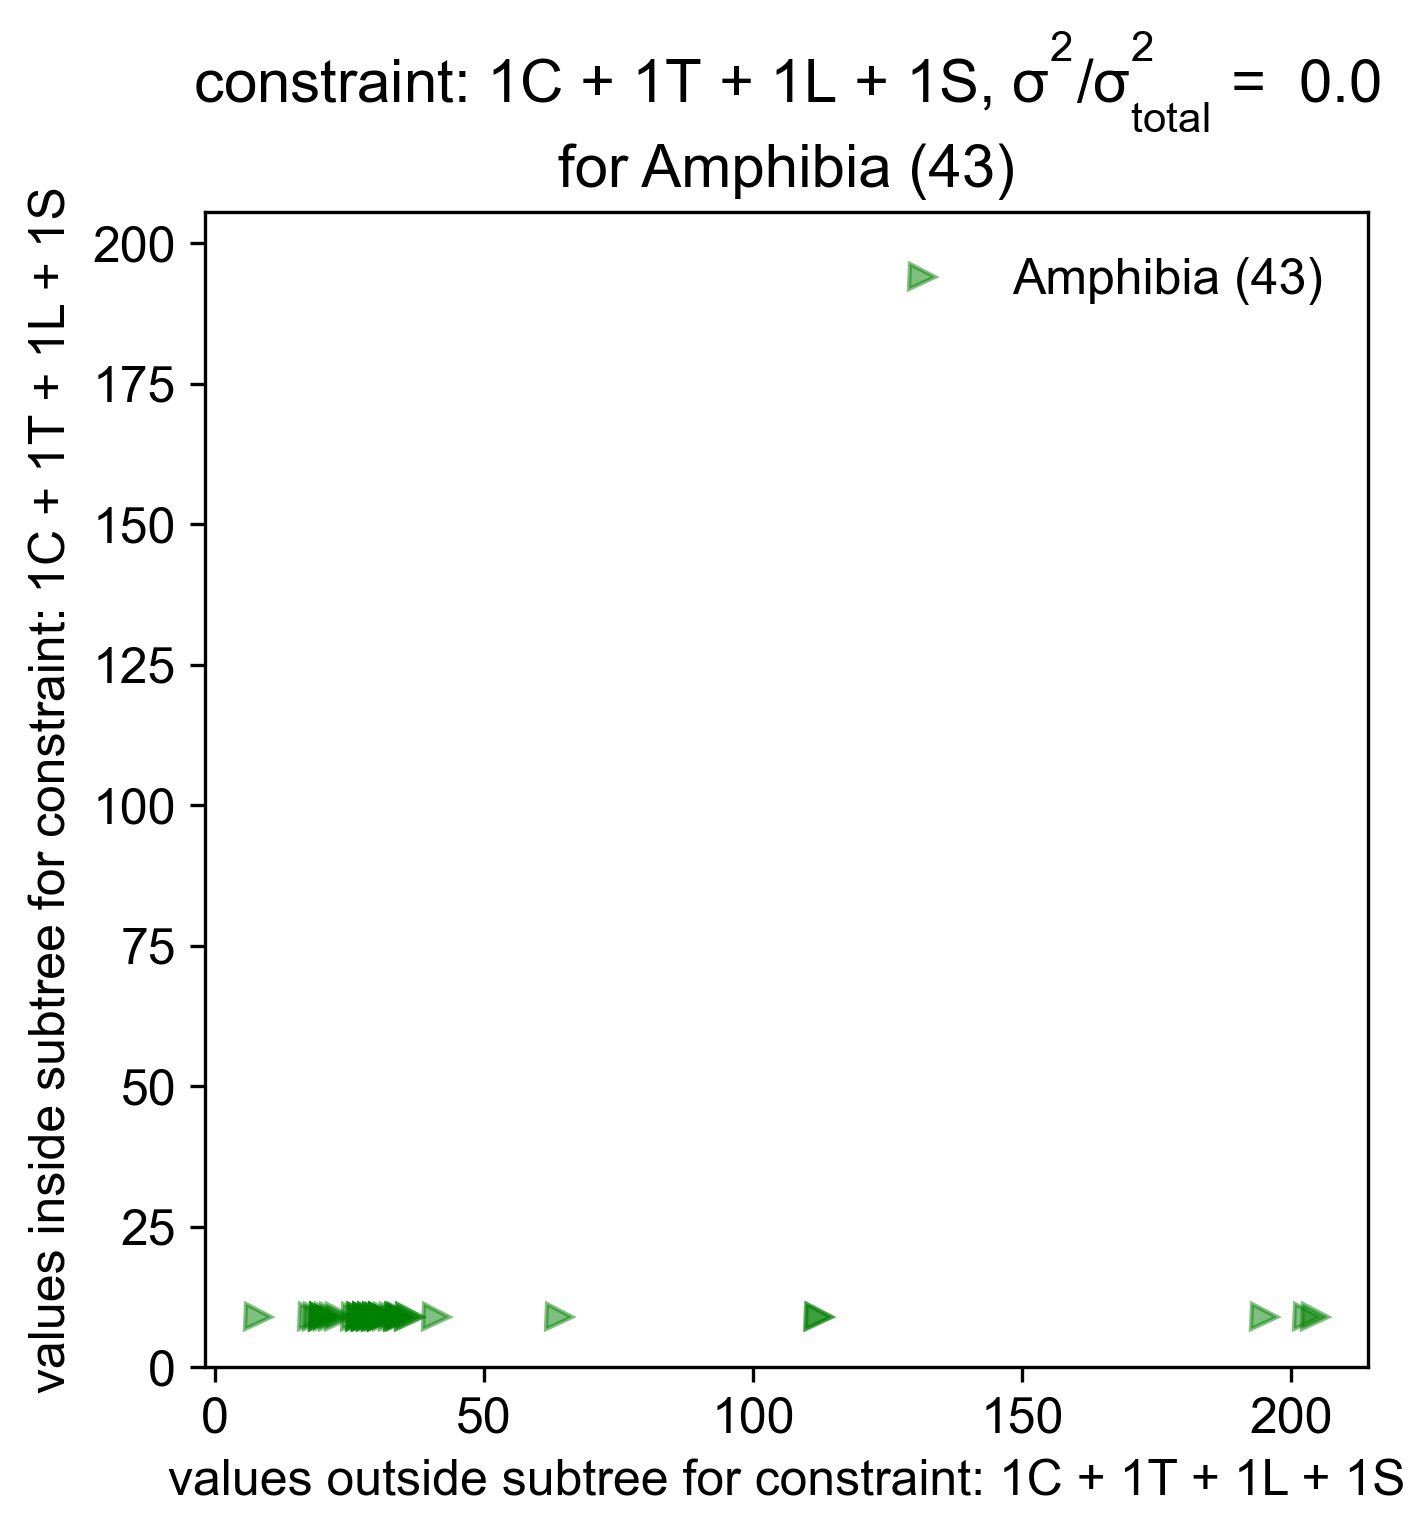 constraint: 1C + 1T + 1L + 1S, σ²/σ²total = 0.0
for Amphibia (43)
Amphibia (43)
values inside subtree for constraint: 1C + 1T + 1L + 1S
200
175
150
125
100
75
50
25
0
0 50 100 150 200
values outside subtree for constraint: 1C + 1T + 1L + 1S